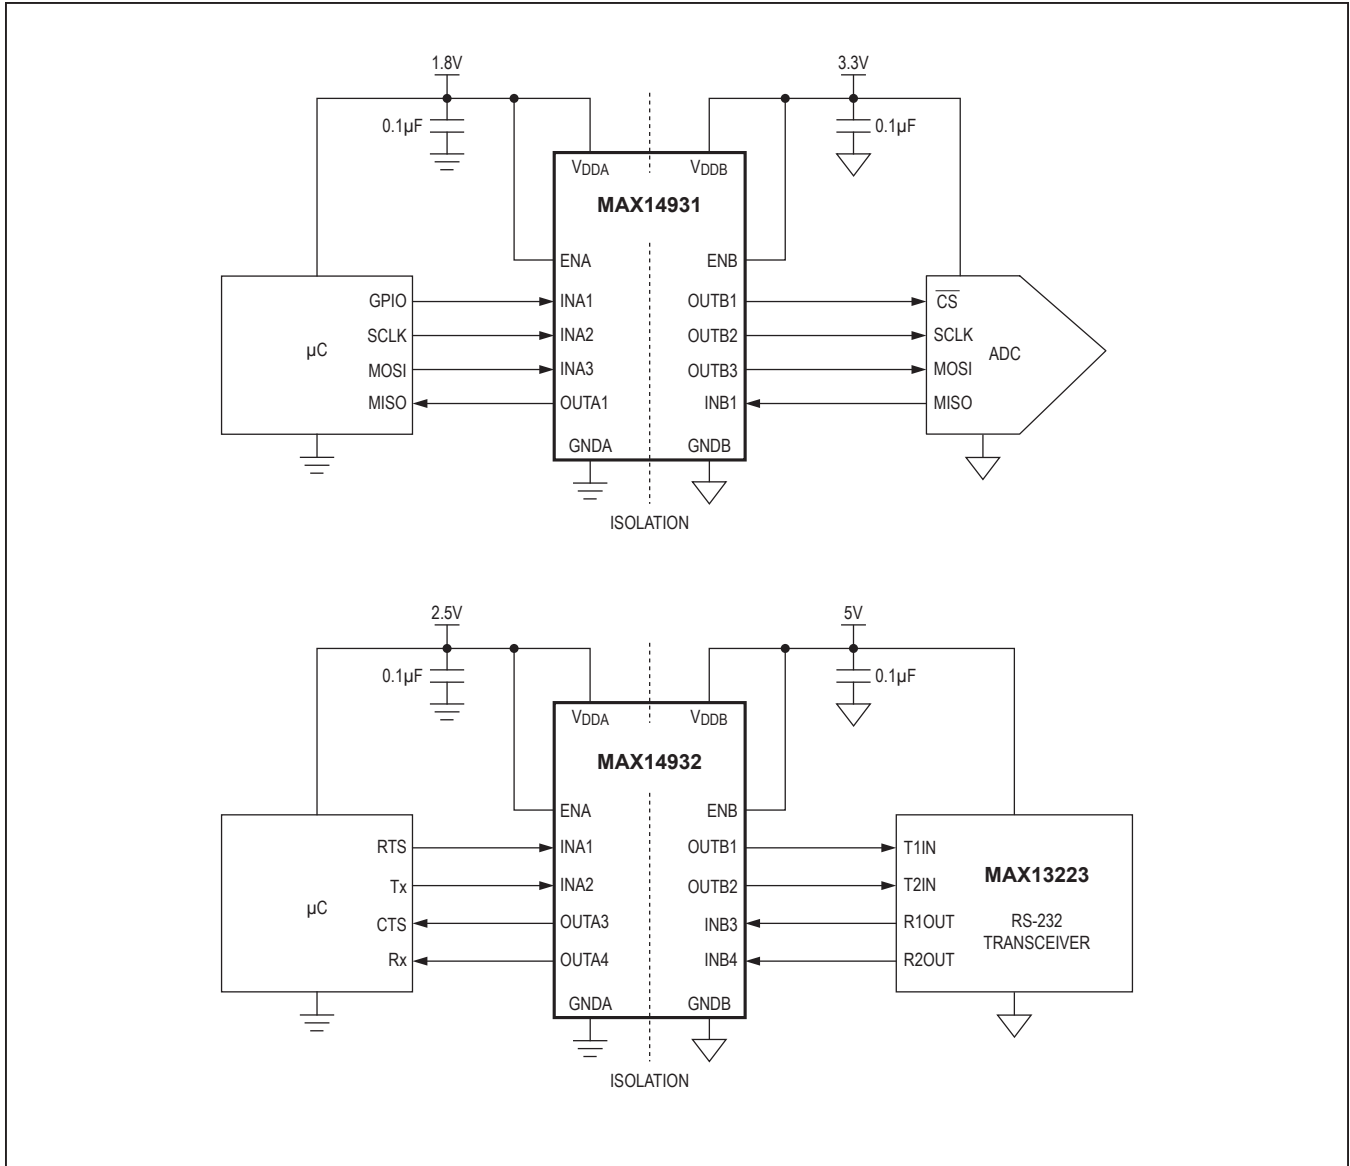 1.8V
3.3V
0.1µF
0.1µF
VDDA
VDDB
MAX14931
ENA
ENB
GPIO
INA1
OUTB1
CS
SCLK
INA2
OUTB2
SCLK
µC
ADC
MOSI
INA3
OUTB3
MOSI
MISO
OUTA1
INB1
MISO
GNDA
GNDB
ISOLATION
2.5V
5V
0.1µF
0.1µF
VDDA
VDDB
MAX14932
ENA
ENB
RTS
INA1
OUTB1
T1IN
MAX13223
Tx
INA2
OUTB2
T2IN
µC
CTS
OUTA3
INB3
R1OUT
RS-232
TRANSCEIVER
Rx
OUTA4
INB4
R2OUT
GNDA
GNDB
ISOLATION